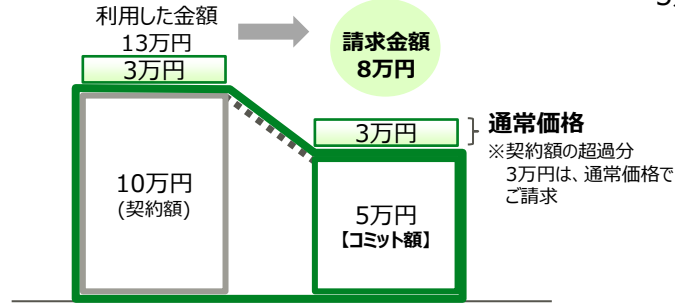 利用した金額
13万円
3万円
請求金額
8万円
3万円
通常価格
※契約額の超過分
3万円は、通常価格で
ご請求
10万円
(契約額)
5万円
【コミット額】